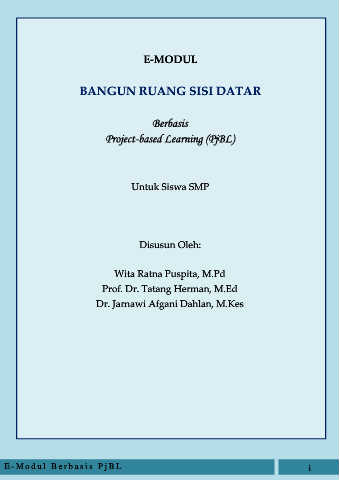 E-MODUL
BANGUN RUANG SISI DATAR
Berbasis
Project-based Learning (PjBL)
Untuk Siswa SMP
Disusun Oleh:
Wita Ratna Puspita, M.Pd
Prof. Dr. Tatang Herman, M.Ed
Dr. Jarnawi Afgani Dahlan, M.Kes
E-Modul Berbasis PjBL
i